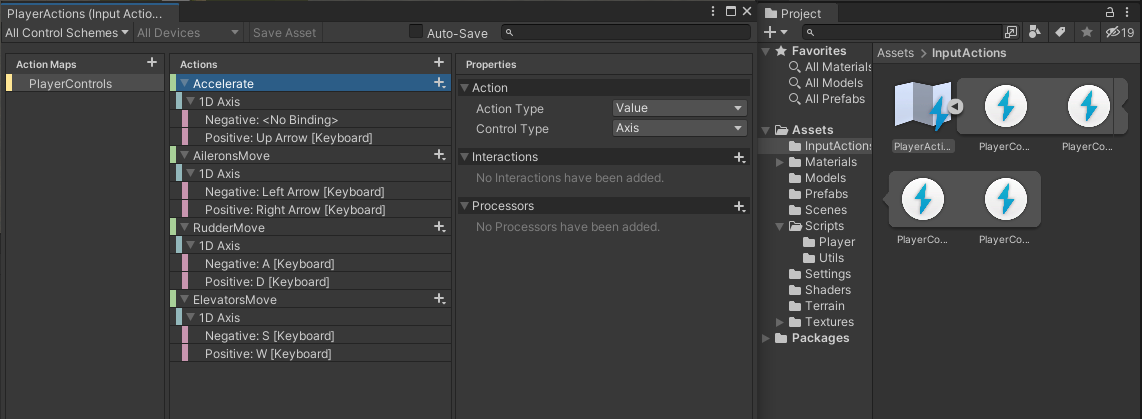 PlayerActions (Input Actio...
All Control Schemes
All Devices
Save Asset
Auto-Save
Action Maps
PlayerControls
Actions
Accelerate
1D Axis
Negative: <No Binding>
Positive: Up Arrow [Keyboard]
AileronsMove
1D Axis
Negative: Left Arrow [Keyboard]
Positive: Right Arrow [Keyboard]
RudderMove
1D Axis
Negative: A [Keyboard]
Positive: D [Keyboard]
ElevatorsMove
1D Axis
Negative: S [Keyboard]
Positive: W [Keyboard]
Properties
Action
Action Type
Value
Control Type
Axis
Interactions
No Interactions have been added.
Processors
No Processors have been added.
Project
19
Favorites
All Materials
All Models
All Prefabs
Assets
InputActions
Materials
Models
Prefabs
Scenes
Scripts
Player
Utils
Settings
Shaders
Terrain
Textures
Packages
Assets > InputActions
PlayerActi...
PlayerCo...
PlayerCo...
PlayerCo...
PlayerCo...